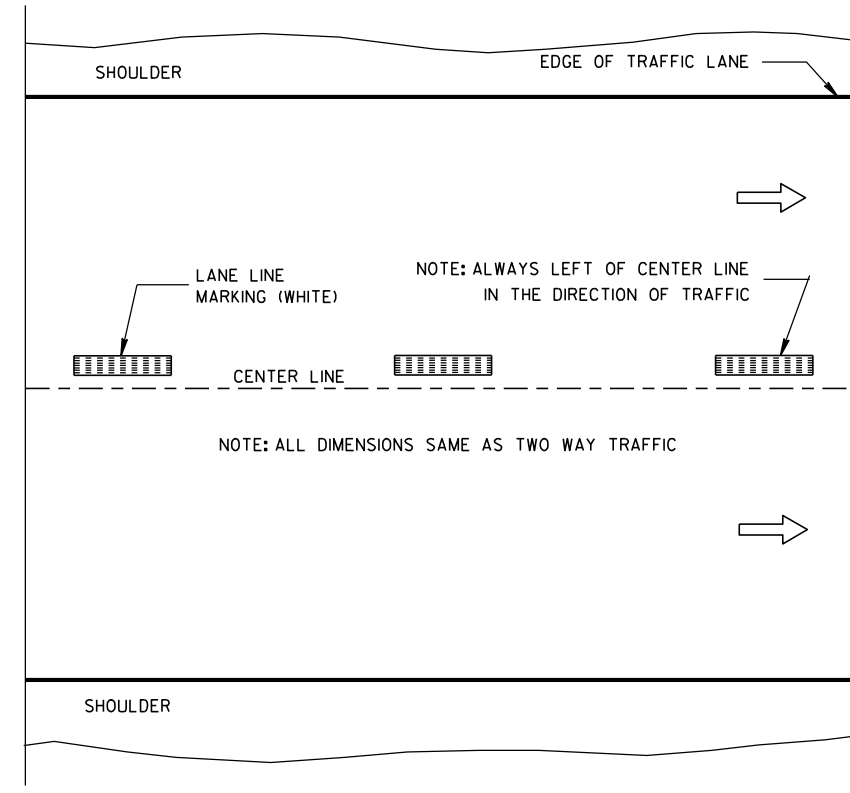 SHOULDER
EDGE OF TRAFFIC LANE
LANE LINE
MARKING (WHITE)
NOTE: ALWAYS LEFT OF CENTER LINE
IN THE DIRECTION OF TRAFFIC
CENTER LINE
NOTE: ALL DIMENSIONS SAME AS TWO WAY TRAFFIC
SHOULDER